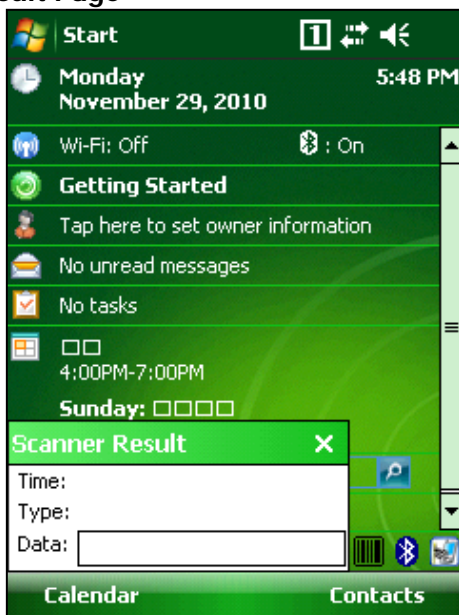 Start 1
Monday 5:48 PM
November 29, 2010
Wi-Fi: Off : On
Getting Started
Tap here to set owner information
No unread messages
No tasks
□□
4:00PM-7:00PM
Sunday: □□□□
Scanner Result
Time:
Type:
Data:
Calendar Contacts